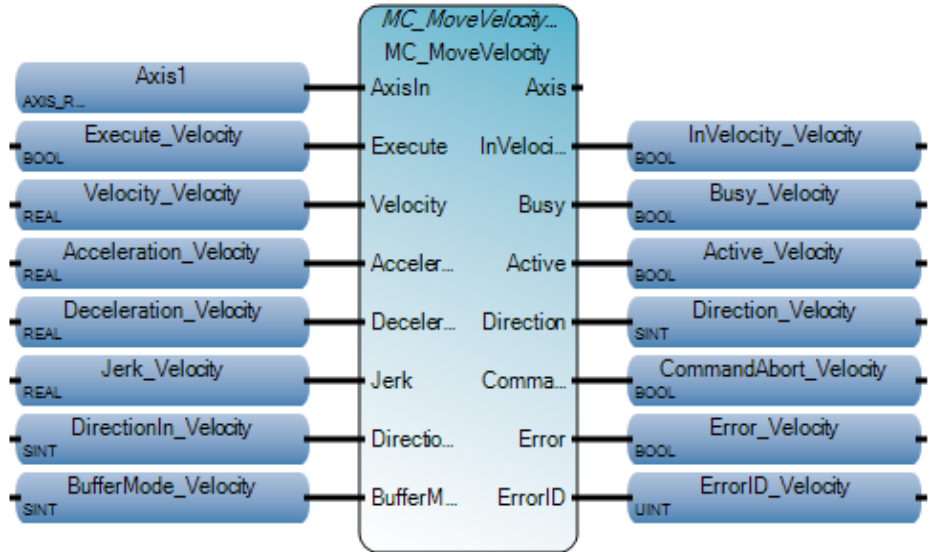 MC_MoveVelocity...
MC_MoveVelocity
Axis1
AXIS_R...
AxisIn
Axis
Execute_Velocity
BOOL
Execute
InVeloci...
InVelocity_Velocity
BOOL
Velocity_Velocity
REAL
Velocity
Busy
Busy_Velocity
BOOL
Acceleration_Velocity
REAL
Acceler...
Active
Active_Velocity
BOOL
Deceleration_Velocity
REAL
Deceler...
Direction
Direction_Velocity
SINT
Jerk_Velocity
REAL
Jerk
Comma...
CommandAbort_Velocity
BOOL
DirectionIn_Velocity
SINT
Directio...
Error
Error_Velocity
BOOL
BufferMode_Velocity
SINT
BufferM...
ErrorID
ErrorID_Velocity
UINT